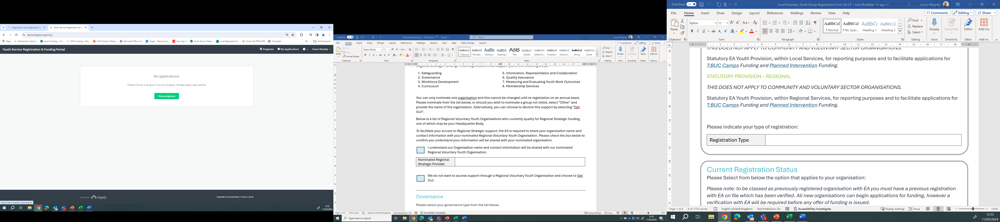 Registration and Application G
Youth Service Registration & F
eani.smapply.org/prog/
Maps
Dashboard | Admin...
Youth Funding - Ho...
EANI Funding – Edu...
KACE Systems Mana...
Microsoft Office Ho...
Pages - Welcome to...
User Sign In
Youth Service Team...
Local Registered Or...
Home | EA PROCURE
Timesheet
All Bookmarks
Youth Service Registration & Funding Portal
Programs
My Applications
Conor Murphy
No applications.
Please choose a program from our program listings page to get started
View programs
POWERED BY Apply
Copyright © SurveyMonkey | Privacy | Terms
https://eani.smapply.org/prog/list/
12:55
11/03/2024
AutoSave On
Revised Registration - All Sections • Saved
Search
Conor Murphy
File Home Insert Draw Design Layout References Mailings Review View Help Table Design Layout
Comments Editing Share
Paste
Cut
Copy
Format Painter
Aptos (Body) 11
Normal
No Spac...
Heading 1
Heading 2
Title
Subtitle
Subtle Em...
Emphasis
Intense E...
Strong
Quote
Find
Replace
Select
Dictate
Sensitivity
Editor
Add-ins
Clipboard Font Paragraph Styles Editing Voice Sensitivity Editor Add-ins
1. Safeguarding
2. Governance
3. Workforce Development
4. Curriculum
5. Information, Representation and Collaboration
6. Quality Assurance
7. Measuring and Evaluating Youth Work Outcomes
8. Membership Services
You can only nominate one organisation and this cannot be changed until re-registration on an annual basis.
Please nominate from the list below, or should you wish to nominate a group not listed, select "Other" and
provide the name of the organisation. Alternatively, you can choose to decline this support by selecting "Opt
Out".
Below is a list of Regional Voluntary Youth Organisations who currently qualify for Regional Strategic funding,
one of which may be your Headquarter Body.
To facilitate your access to Regional Strategic support, the EA is required to share your organisation name and
contact information with your nominated Regional Voluntary Youth Organisation. Please check the box below to
confirm you understand your information will be shared with your nominated organisation.
I understand our Organisation name and contact information will be shared with our nominated
Regional Voluntary Youth Organisation.
Nominated Regional
Strategic Provider
We do not want to access support through a Regional Voluntary Youth Organisation and choose to Opt
Out.
Governance
Please select your governance type from the list below.
Page 3 of 8 2194 words English (United Kingdom) Text Predictions: On Accessibility: Investigate
Display Settings Focus 140%
Type here to search
12:55
11/03/2024
AutoSave On
Local Voluntary Youth Group Registration Form 24-25 • Last Modified: 1h ago
Conor Murphy
File Home Insert Draw Design Layout References Mailings Review View Help
Comments Editing Share
Paste
Aptos 11
Normal
No Spac...
Heading 1
Heading 2
Find
Replace
Select
Dictate
Sensitivity
Editor
Add-ins
Clipboard Font Paragraph Styles Editing Voice Sensitivity Editor Add-ins
THIS DOES NOT APPLY TO COMMUNITY AND VOLUNTARY SECTOR ORGANISATIONS.
Statutory EA Youth Provision, within Local Services, for reporting purposes and to facilitate applications for
T:BUC Camps Funding and Planned Intervention Funding.
STATUTORY PROVISION – REGIONAL
THIS DOES NOT APPLY TO COMMUNITY AND VOLUNTARY SECTOR ORGANISATIONS.
Statutory EA Youth Provision, within Regional Services, for reporting purposes and to facilitate applications for
T:BUC Camps Funding and Planned Intervention Funding.
Please indicate your type of registration:
Registration Type
Current Registration Status
Please Select from below the option that applies to your organisation:
Please note: to be classed as previously registered organisation with EA you must have a previous registration
with EA on file which has been verified. All new organisations can begin applications for funding, however a
verification with EA will be required before any offer of funding is issued.
Page 1 of 6 8 of 1755 words English (United Kingdom) Text Predictions: On Accessibility: Investigate
Display Settings Focus 140%
12:55
11/03/2024